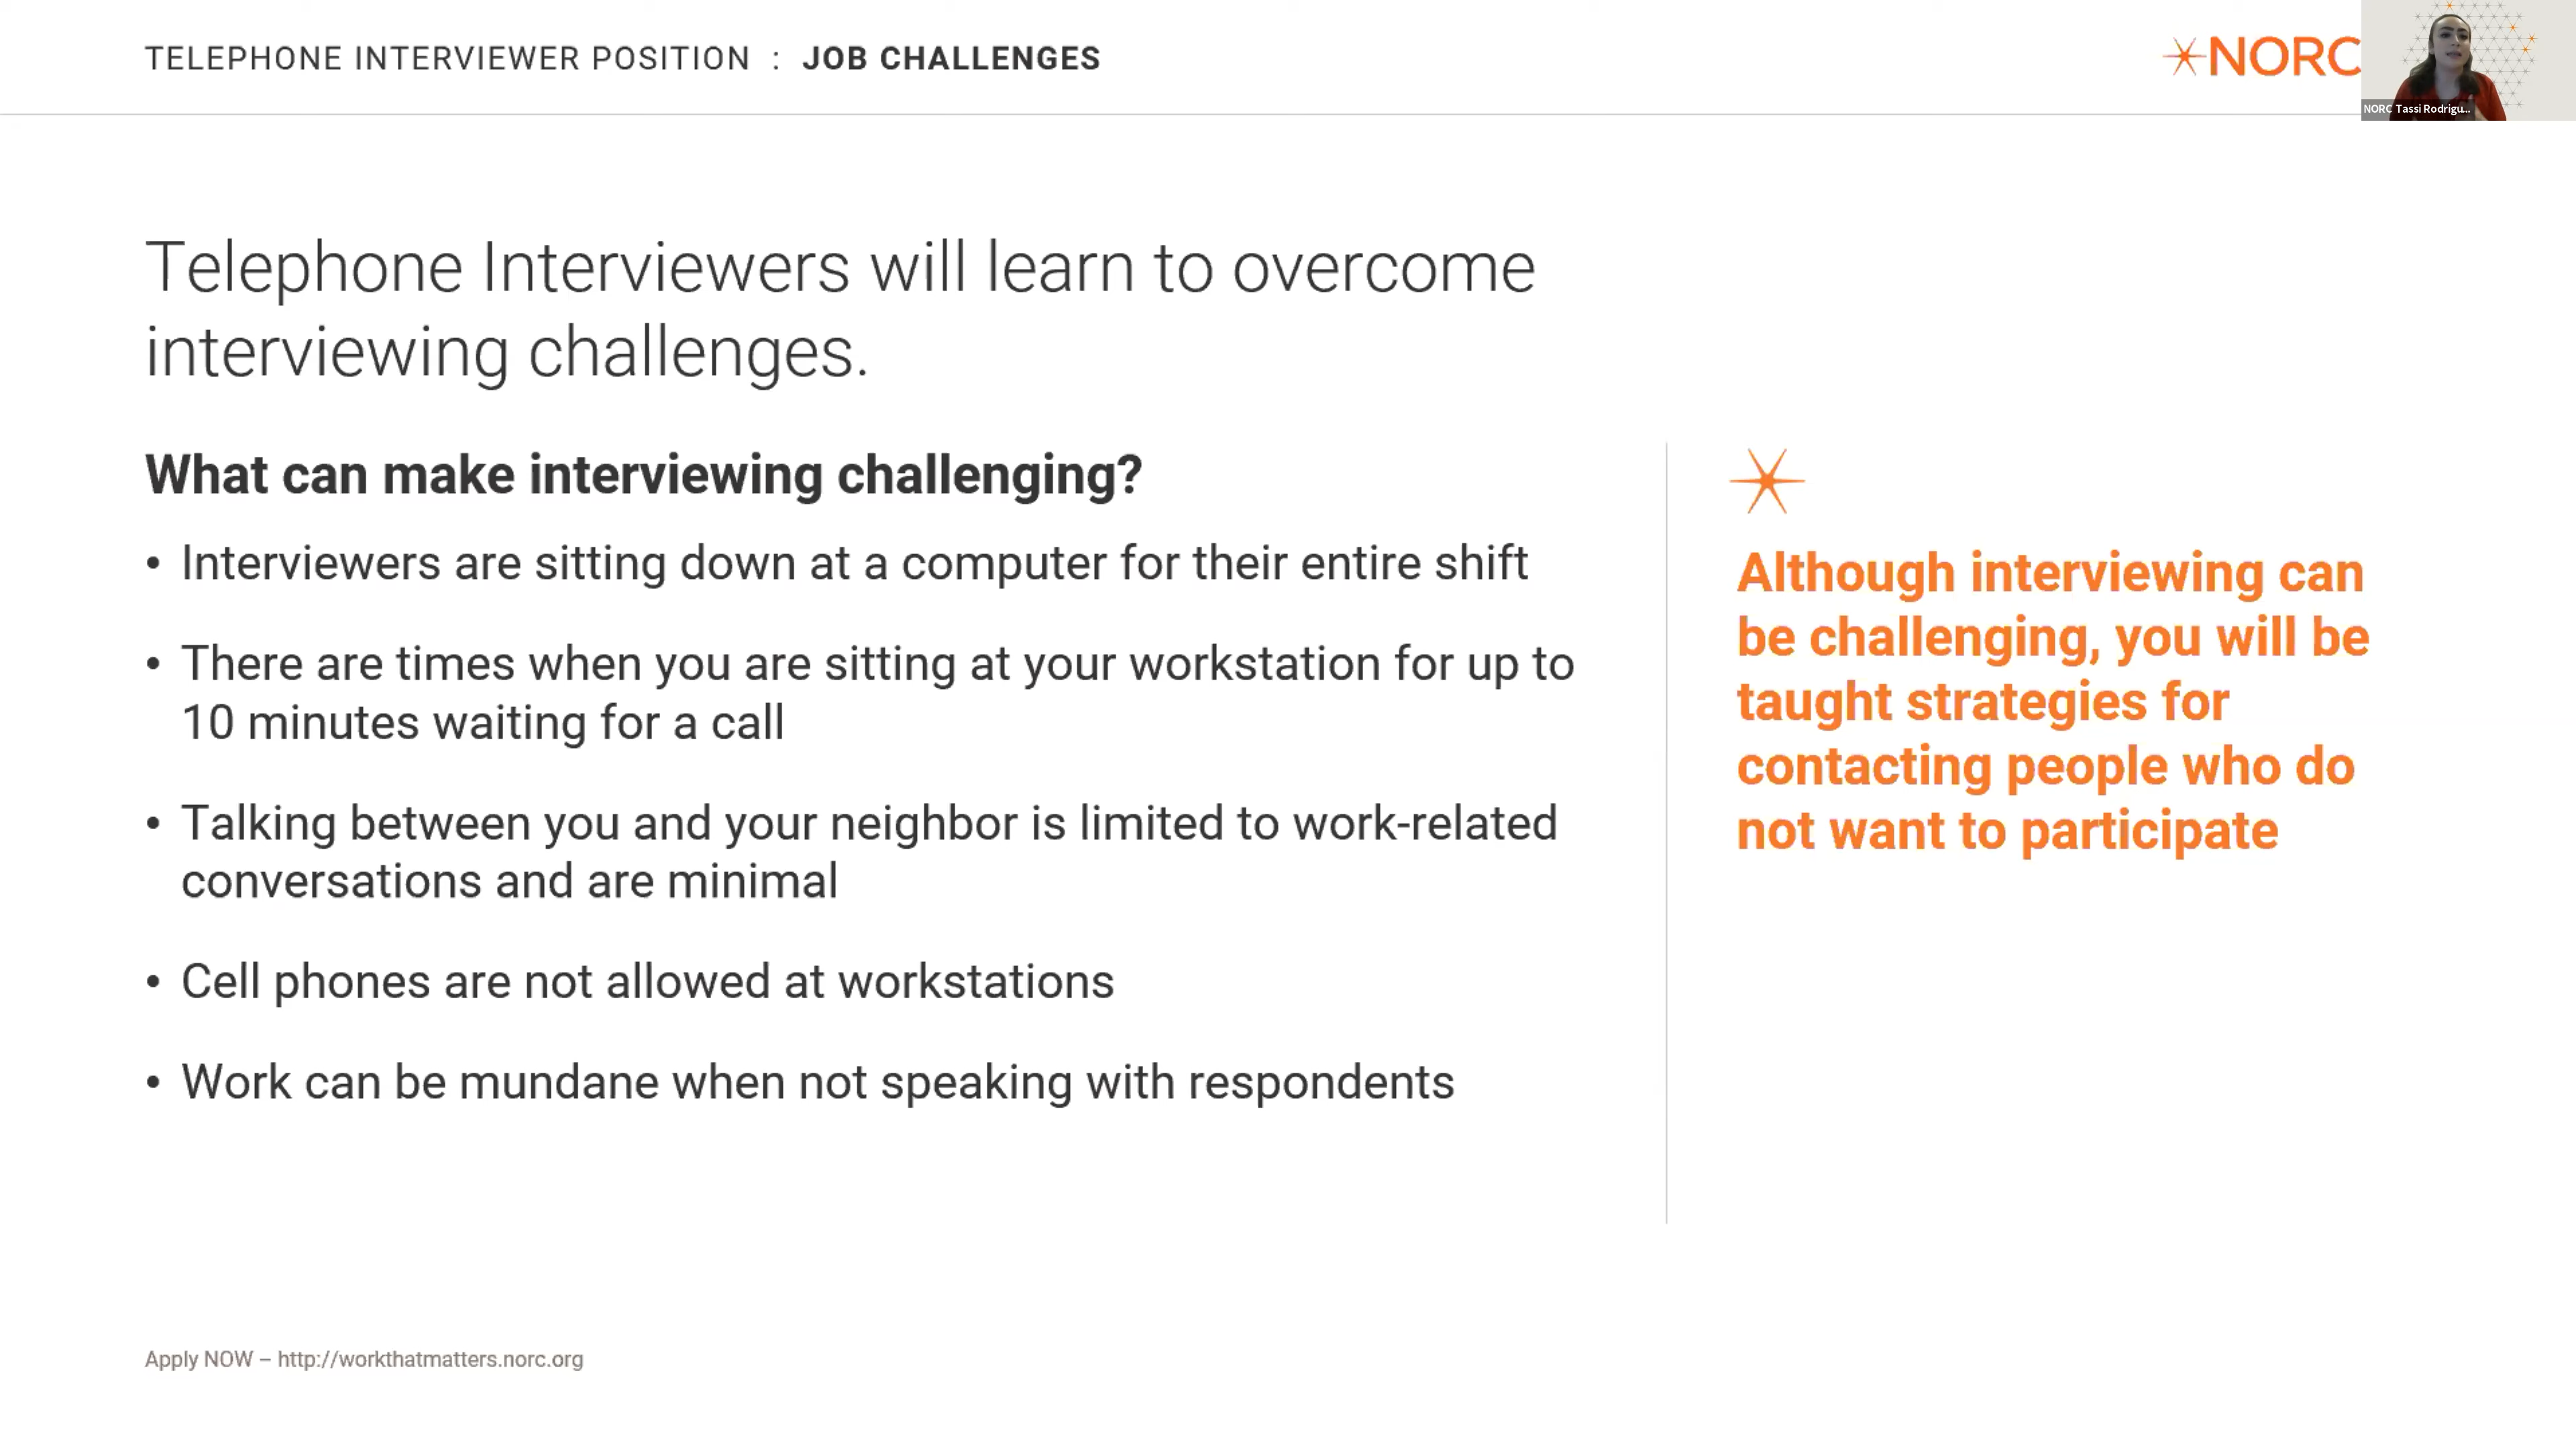 TELEPHONE INTERVIEWER POSITION : JOB CHALLENGES
NORC
NORC Tassi Rodrigu...
Telephone Interviewers will learn to overcome
interviewing challenges.
What can make interviewing challenging?
• Interviewers are sitting down at a computer for their entire shift
• There are times when you are sitting at your workstation for up to
10 minutes waiting for a call
• Talking between you and your neighbor is limited to work-related
conversations and are minimal
• Cell phones are not allowed at workstations
• Work can be mundane when not speaking with respondents
Although interviewing can
be challenging, you will be
taught strategies for
contacting people who do
not want to participate
Apply NOW – http://workthatmatters.norc.org